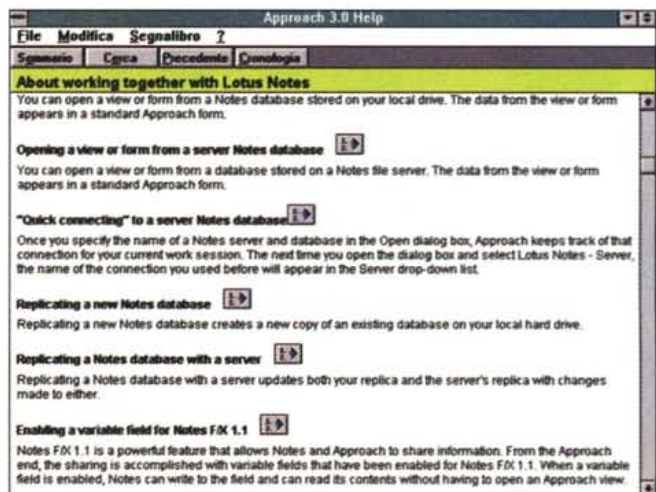 Approach 3.0 Help
File Modifica Segnalibro ?
Sommario Cerca Precedente Cronologia
About working together with Lotus Notes
You can open a view or form from a Notes database stored on your local drive. The data from the view or form
appears in a standard Approach form.
Opening a view or form from a server Notes database
You can open a view or form from a database stored on a Notes file server. The data from the view or form
appears in a standard Approach form.
"Quick connecting" to a server Notes database
Once you specify the name of a Notes server and database in the Open dialog box, Approach keeps track of that
connection for your current work session. The next time you open the dialog box and select Lotus Notes - Server,
the name of the connection you used before will appear in the Server drop-down list.
Replicating a new Notes database
Replicating a new Notes database creates a new copy of an existing database on your local hard drive.
Replicating a Notes database with a server
Replicating a Notes database with a server updates both your replica and the server's replica with changes
made to either.
Enabling a variable field for Notes F/X 1.1
Notes F/X 1.1 is a powerful feature that allows Notes and Approach to share information. From the Approach
end, the sharing is accomplished with variable fields that have been enabled for Notes F/X 1.1. When a variable
field is enabled, Notes can write to the field and can read its contents without having to open an Approach view.